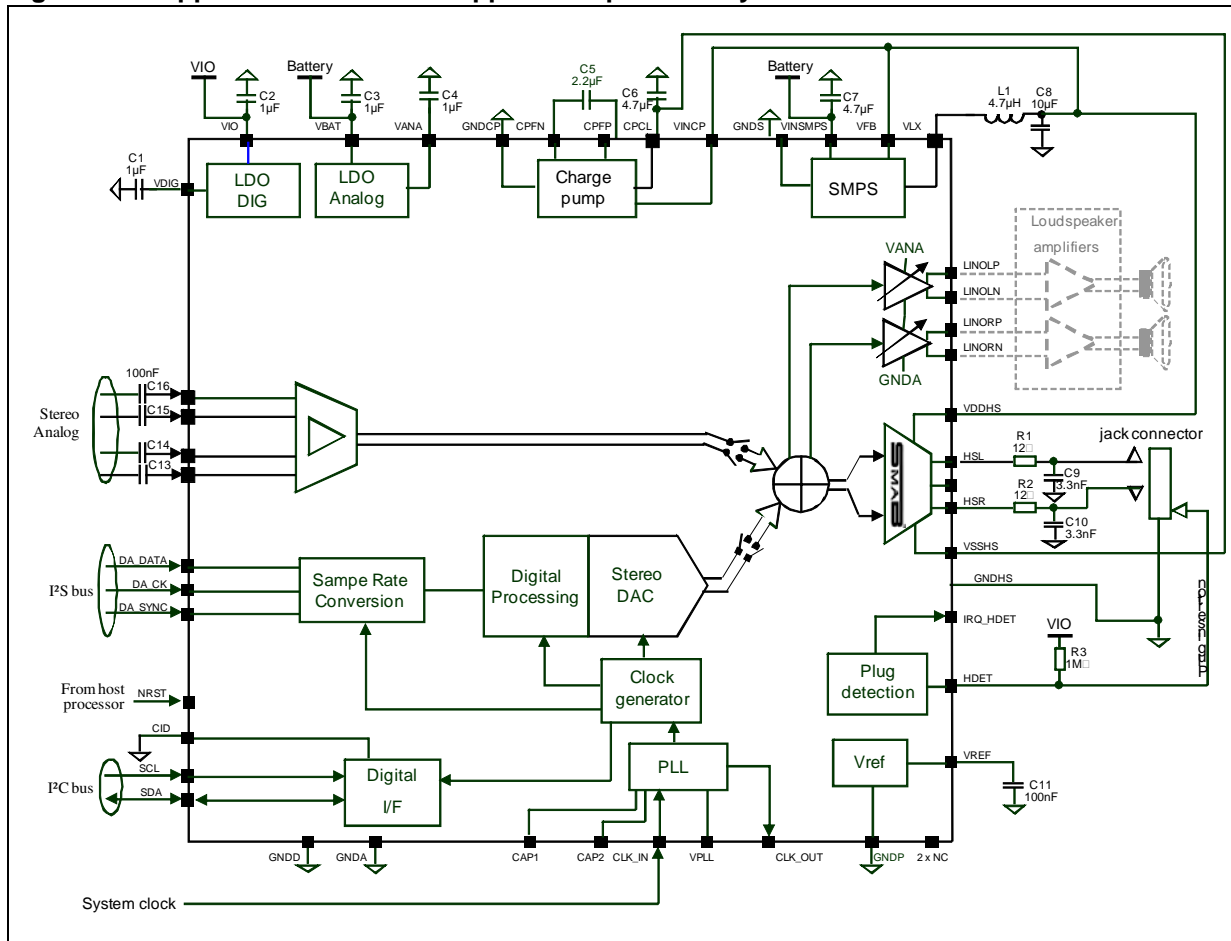 VIO
Battery
C5
2.2µF
Battery
C2
1µF
C3
1µF
C4
1µF
C6
4.7µF
C7
4.7µF
L1
4.7µH
C8
10µF
VIO
VBAT
VANA
GNDCP
CPFN
CPFP
CPCL
VINCP
GNDS
VINSMPS
VFB
VLX
C1
1µF
VDIG
LDO
DIG
LDO
Analog
Charge
pump
SMPS
Loudspeaker
amplifiers
VANA
LINOLP
LINOLN
LINORP
LINORN
GNDA
100nF
C16
C15
C14
C13
Stereo
Analog
VDDHS
jack connector
SMAB
HSL
R1
12□
C9
3.3nF
HSR
R2
12□
C10
3.3nF
VSSHS
GNDHS
I²S bus
DA_DATA
DA_CK
DA_SYNC
Sampe Rate
Conversion
Digital
Processing
Stereo
DAC
IRQ_HDET
VIO
R3
1M□
Plug
detection
HDET
Clock
generator
From host
processor
NRST
CID
I²C bus
SCL
SDA
Digital
I/F
PLL
Vref
VREF
C11
100nF
GNDD
GNDA
CAP1
CAP2
CLK_IN
VPLL
CLK_OUT
GNDP
2 x NC
System clock